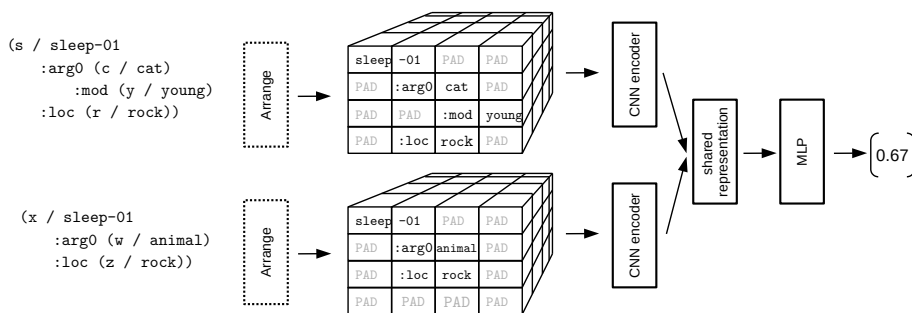 (s / sleep-01
:arg0 (c / cat)
:mod (y / young)
:loc (r / rock))
Arrange
sleep -01 PAD PAD
PAD :arg0 cat PAD
PAD PAD :mod young
PAD :loc rock PAD
CNN encoder
(x / sleep-01
:arg0 (w / animal)
:loc (z / rock))
Arrange
sleep -01 PAD PAD
PAD :arg0 animal PAD
PAD :loc rock PAD
PAD PAD PAD PAD
CNN encoder
shared
representation
MLP
0.67